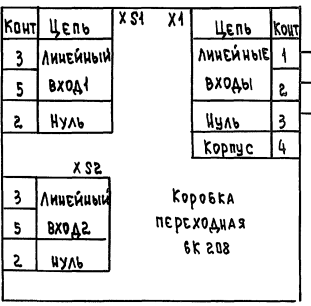 Конт Цепь XS1 X1 Цепь Конт
3 Линейный Линейные 1
5 вход1 входы 2
2 Нуль Нуль 3
Корпус 4
XS2
3 Линейный Коробка
5 вход2 переходная
2 нуль 6К 208